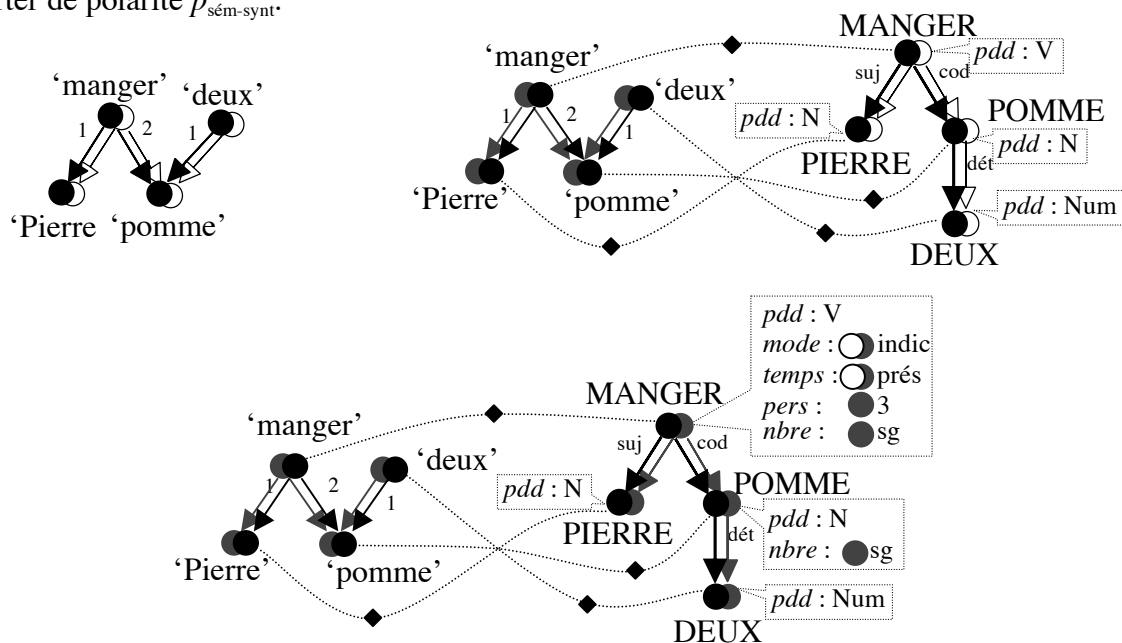 rter de polarité psém-synt.
‘manger’
‘deux’
1
2
1
‘Pierre
‘pomme’
‘manger’
‘deux’
1
2
1
‘Pierre’
‘pomme’
MANGER
pdd : V
suj
cod
pdd : N
PIERRE
POMME
pdd : N
dét
pdd : Num
DEUX
‘manger’
‘deux’
1
2
1
‘Pierre’
‘pomme’
pdd : V
mode : indic
temps : prés
pers : 3
nbre : sg
MANGER
suj
cod
pdd : N
PIERRE
POMME
pdd : N
nbre : sg
dét
pdd : Num
DEUX